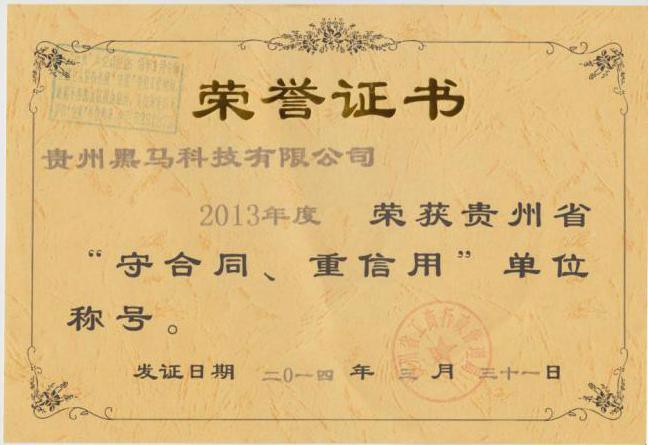 荣誉证书
贵州黑马科技有限公司
2013年度 荣获贵州省
“守合同、重信用”单位
称号。
发证日期 二0一四 年 三 月 三十一 日